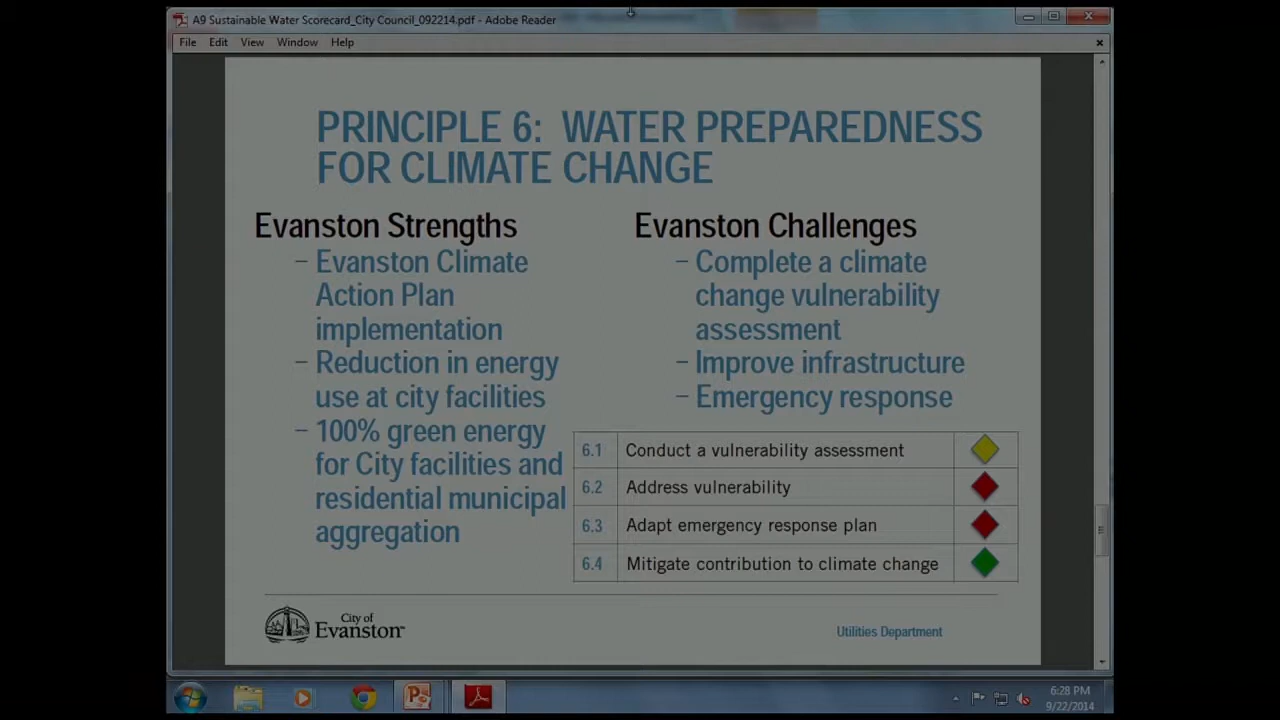 A9 Sustainable Water Scorecard_City Council_092214.pdf - Adobe Reader
File Edit View Window Help
PRINCIPLE 6: WATER PREPAREDNESS
FOR CLIMATE CHANGE
Evanston Strengths
– Evanston Climate
Action Plan
implementation
– Reduction in energy
use at city facilities
– 100% green energy
for City facilities and
residential municipal
aggregation
Evanston Challenges
– Complete a climate
change vulnerability
assessment
– Improve infrastructure
– Emergency response
6.1 Conduct a vulnerability assessment
6.2 Address vulnerability
6.3 Adapt emergency response plan
6.4 Mitigate contribution to climate change
City of
Evanston
Utilities Department
6:28 PM
9/22/2014